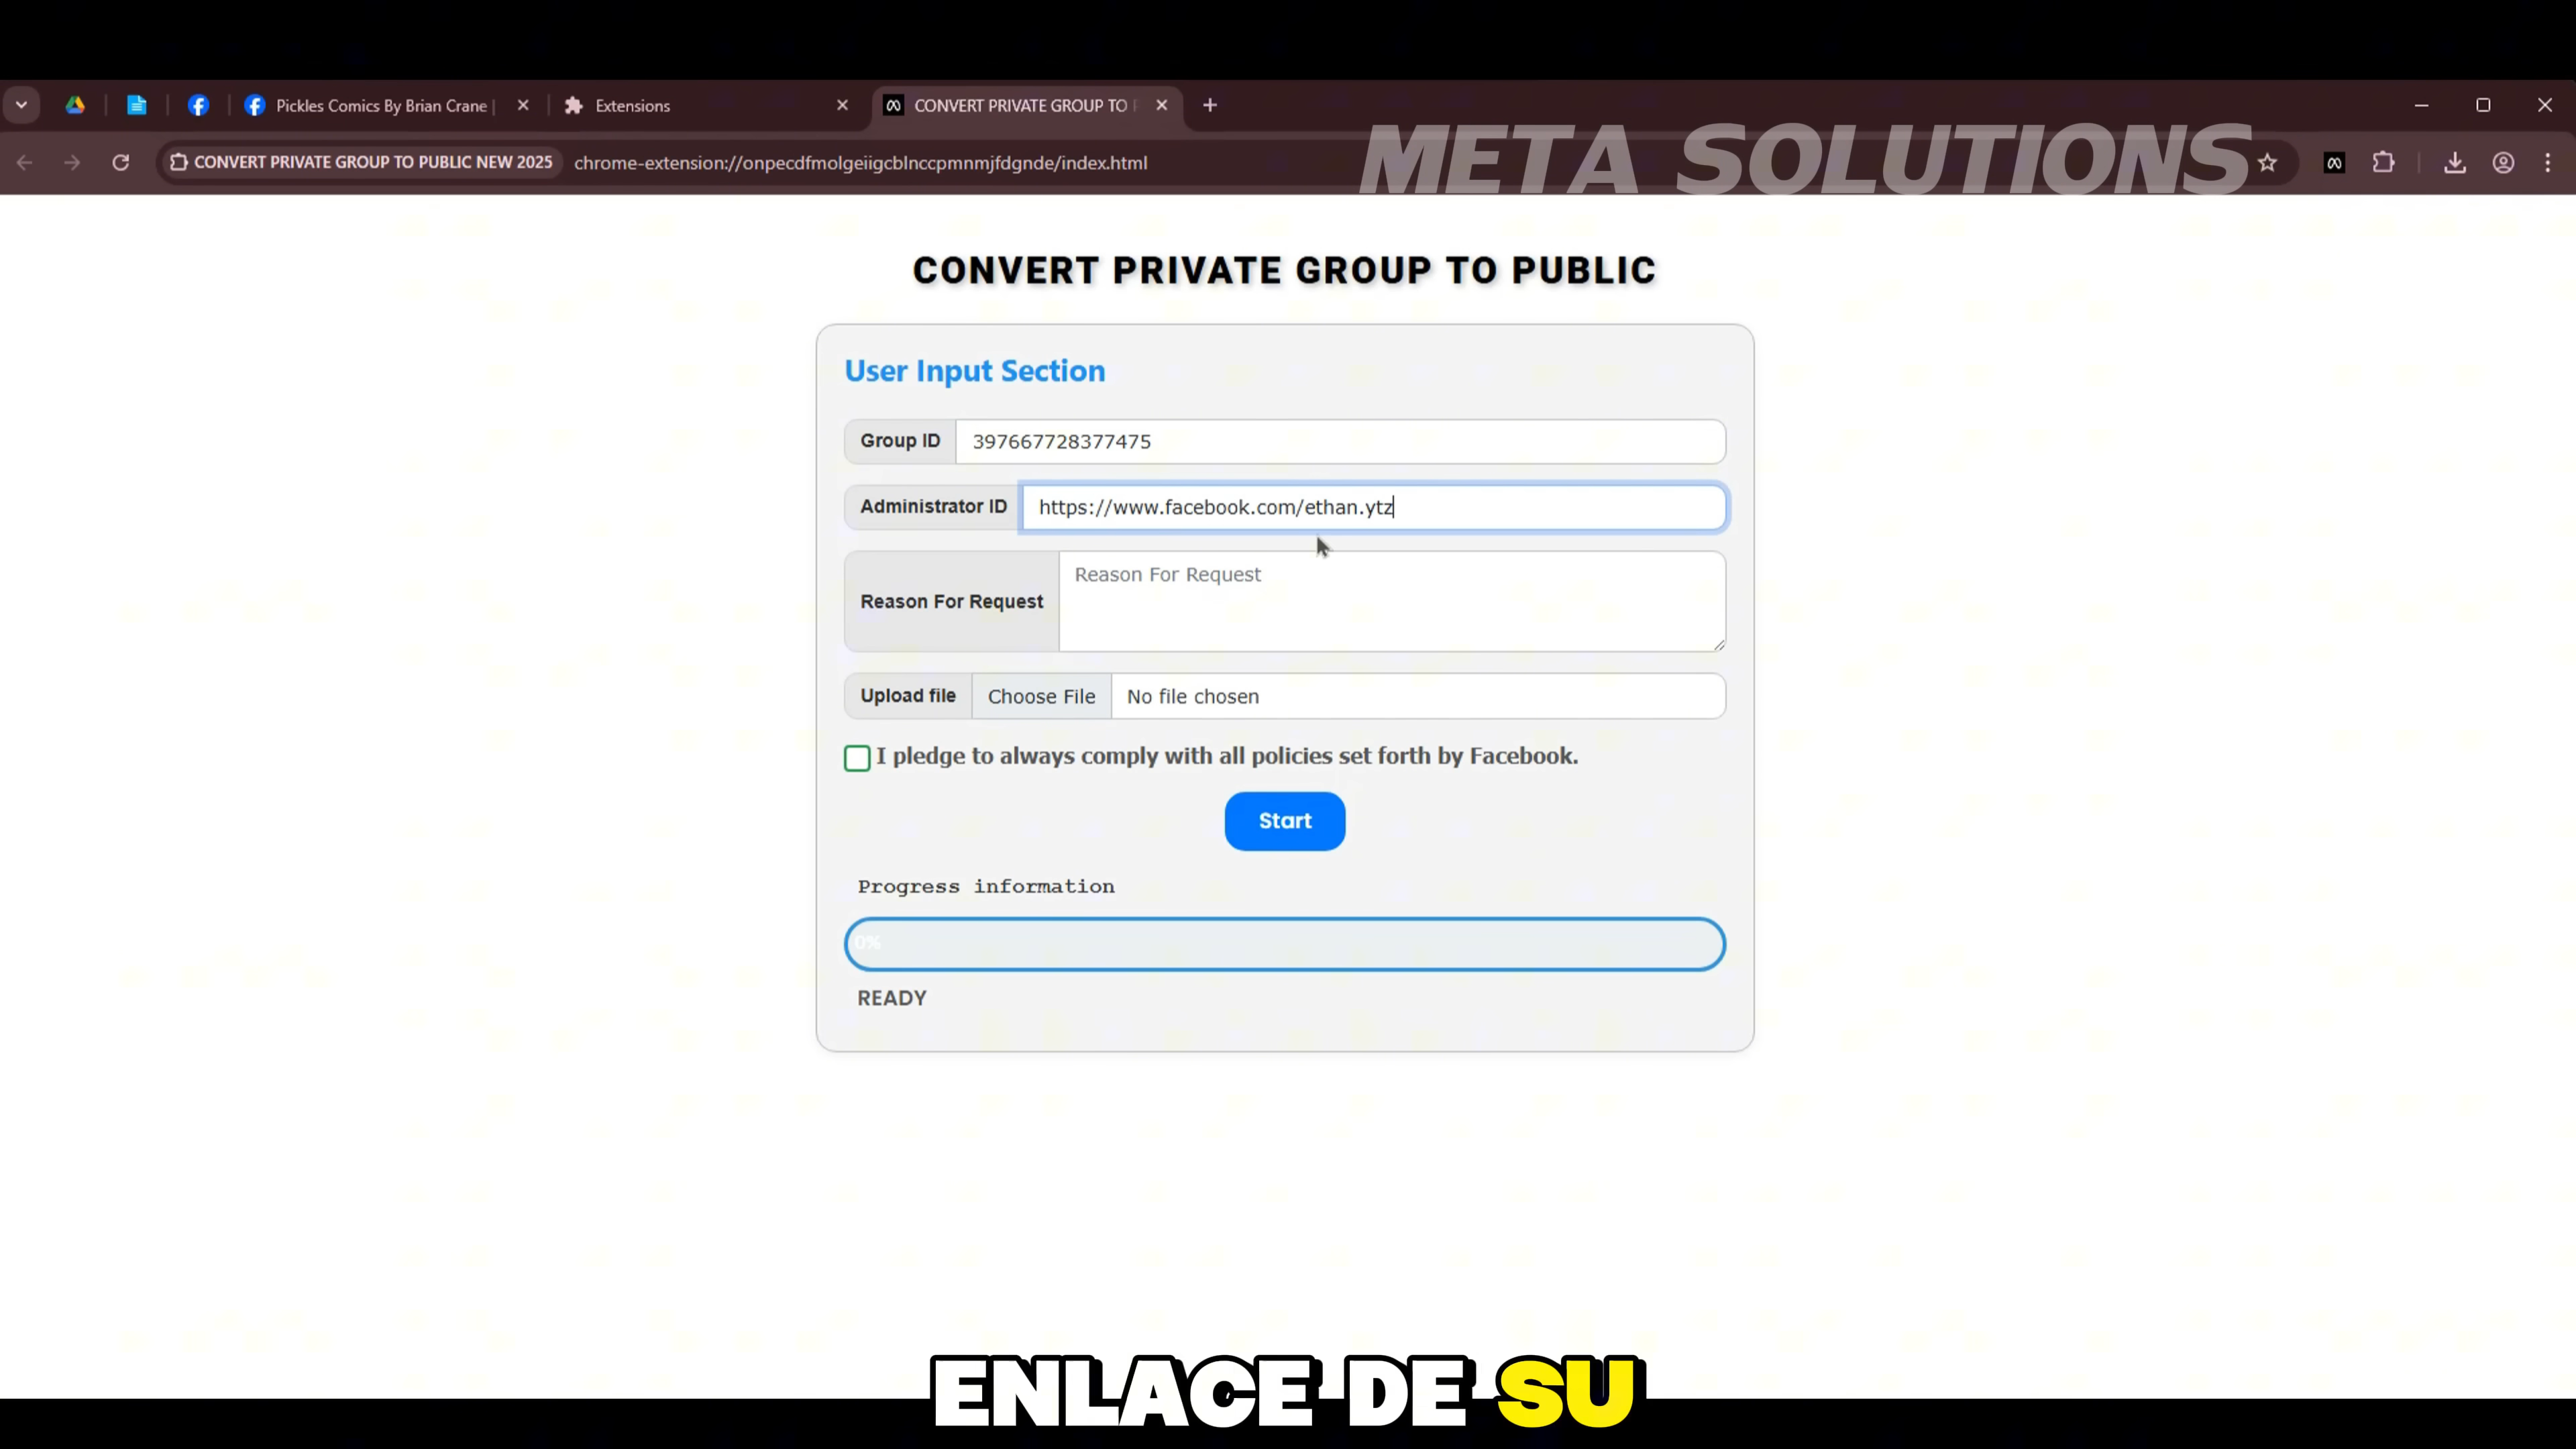 Pickles Comics By Brian Crane |
Extensions
CONVERT PRIVATE GROUP TO
META SOLUTIONS
CONVERT PRIVATE GROUP TO PUBLIC NEW 2025
chrome-extension://onpecdfmolgeiigcblnccpmnmjfdgnde/index.html
CONVERT PRIVATE GROUP TO PUBLIC
User Input Section
Group ID
397667728377475
Administrator ID
https://www.facebook.com/ethan.ytz
Reason For Request
Reason For Request
Upload file
Choose File
No file chosen
I pledge to always comply with all policies set forth by Facebook.
Start
Progress information
0%
READY
ENLACE DE SU